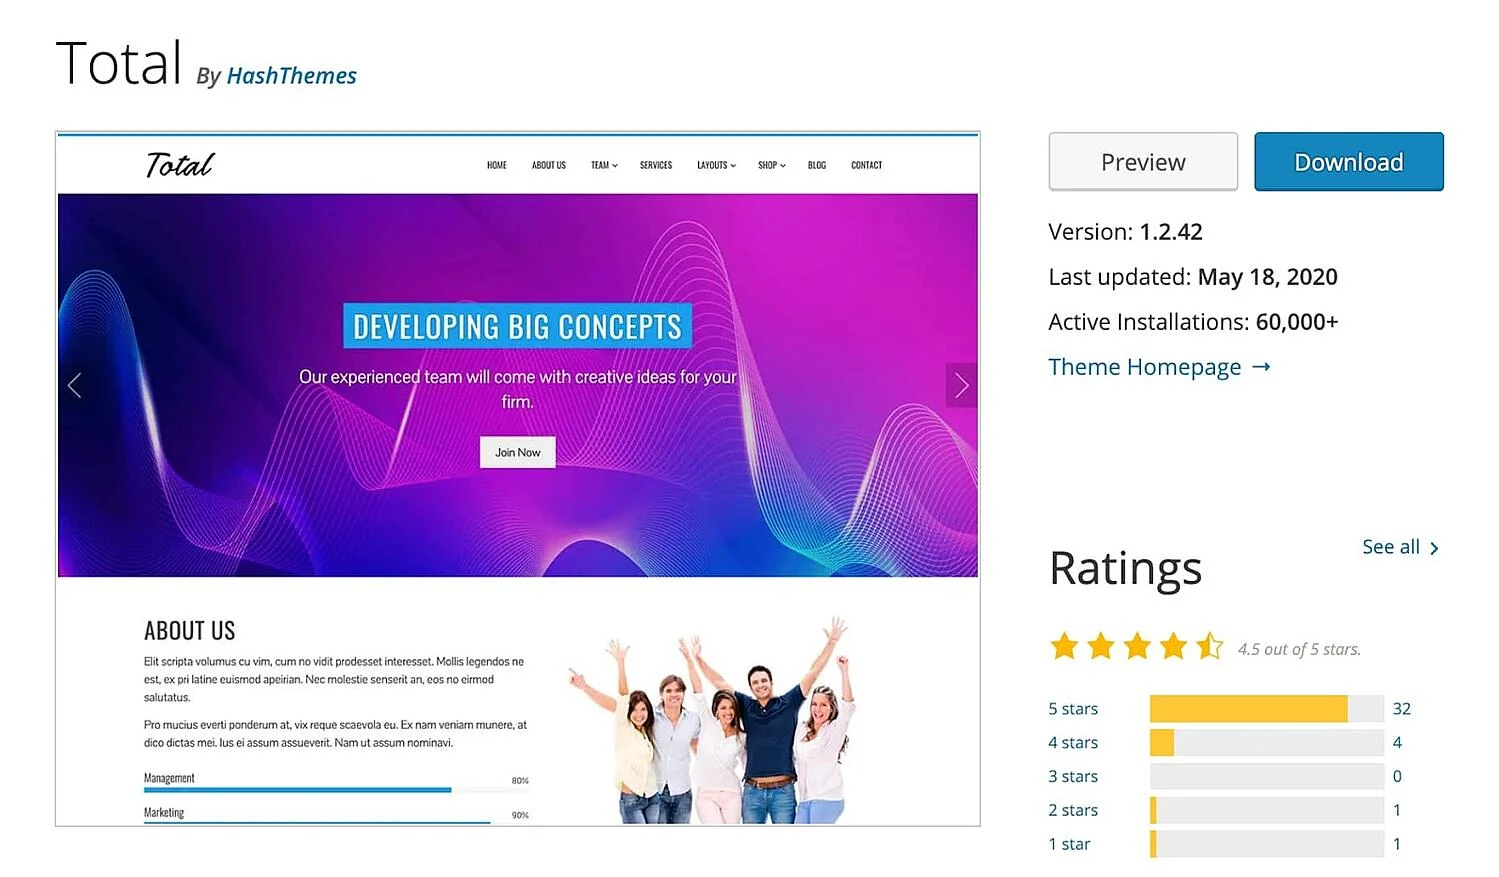 Total By HashThemes
Total
HOME ABOUT US TEAM SERVICES LAYOUTS SHOP BLOG CONTACT
DEVELOPING BIG CONCEPTS
Our experienced team will come with creative ideas for your
firm.
Join Now
ABOUT US
Elit scripta volumus cu vim, cum no vidit prodesset interesset. Mollis legendos ne
est, ex pri latine euismod apeirian. Nec molestie senserit an, eos no eirmod
salutatus.
Pro mucius everti ponderum at, vix reque scaevola eu. Ex nam veniam munere, at
dico dictas mei. Ius ei assum assueverit. Nam ut assum nominavi.
Management 80%
Marketing 90%
Preview Download
Version: 1.2.42
Last updated: May 18, 2020
Active Installations: 60,000+
Theme Homepage →
Ratings See all >
4.5 out of 5 stars.
5 stars 32
4 stars 4
3 stars 0
2 stars 1
1 star 1